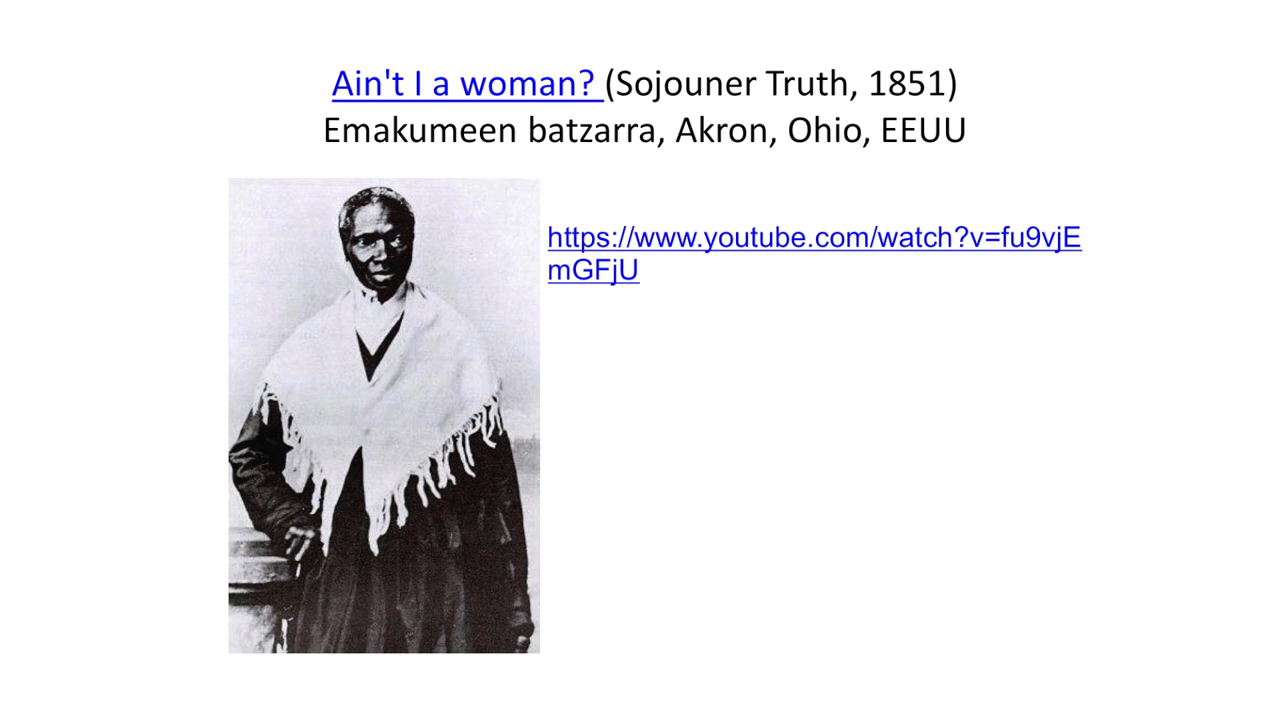 Ain't I a woman? (Sojouner Truth, 1851)
Emakumeen batzarra, Akron, Ohio, EEUU
https://www.youtube.com/watch?v=fu9vjE
mGFjU